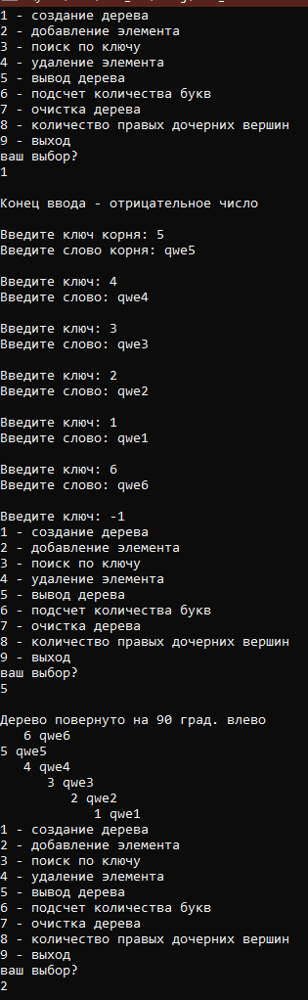 1 - создание дерева
2 - добавление элемента
3 - поиск по ключу
4 - удаление элемента
5 - вывод дерева
6 - подсчет количества букв
7 - очистка дерева
8 - количество правых дочерних вершин
9 - выход
ваш выбор?
1
Конец ввода - отрицательное число
Введите ключ корня: 5
Введите слово корня: qwe5
Введите ключ: 4
Введите слово: qwe4
Введите ключ: 3
Введите слово: qwe3
Введите ключ: 2
Введите слово: qwe2
Введите ключ: 1
Введите слово: qwe1
Введите ключ: 6
Введите слово: qwe6
Введите ключ: -1
1 - создание дерева
2 - добавление элемента
3 - поиск по ключу
4 - удаление элемента
5 - вывод дерева
6 - подсчет количества букв
7 - очистка дерева
8 - количество правых дочерних вершин
9 - выход
ваш выбор?
5
Дерево повернуто на 90 град. влево
6 qwe6
5 qwe5
4 qwe4
3 qwe3
2 qwe2
1 qwe1
1 - создание дерева
2 - добавление элемента
3 - поиск по ключу
4 - удаление элемента
5 - вывод дерева
6 - подсчет количества букв
7 - очистка дерева
8 - количество правых дочерних вершин
9 - выход
ваш выбор?
2